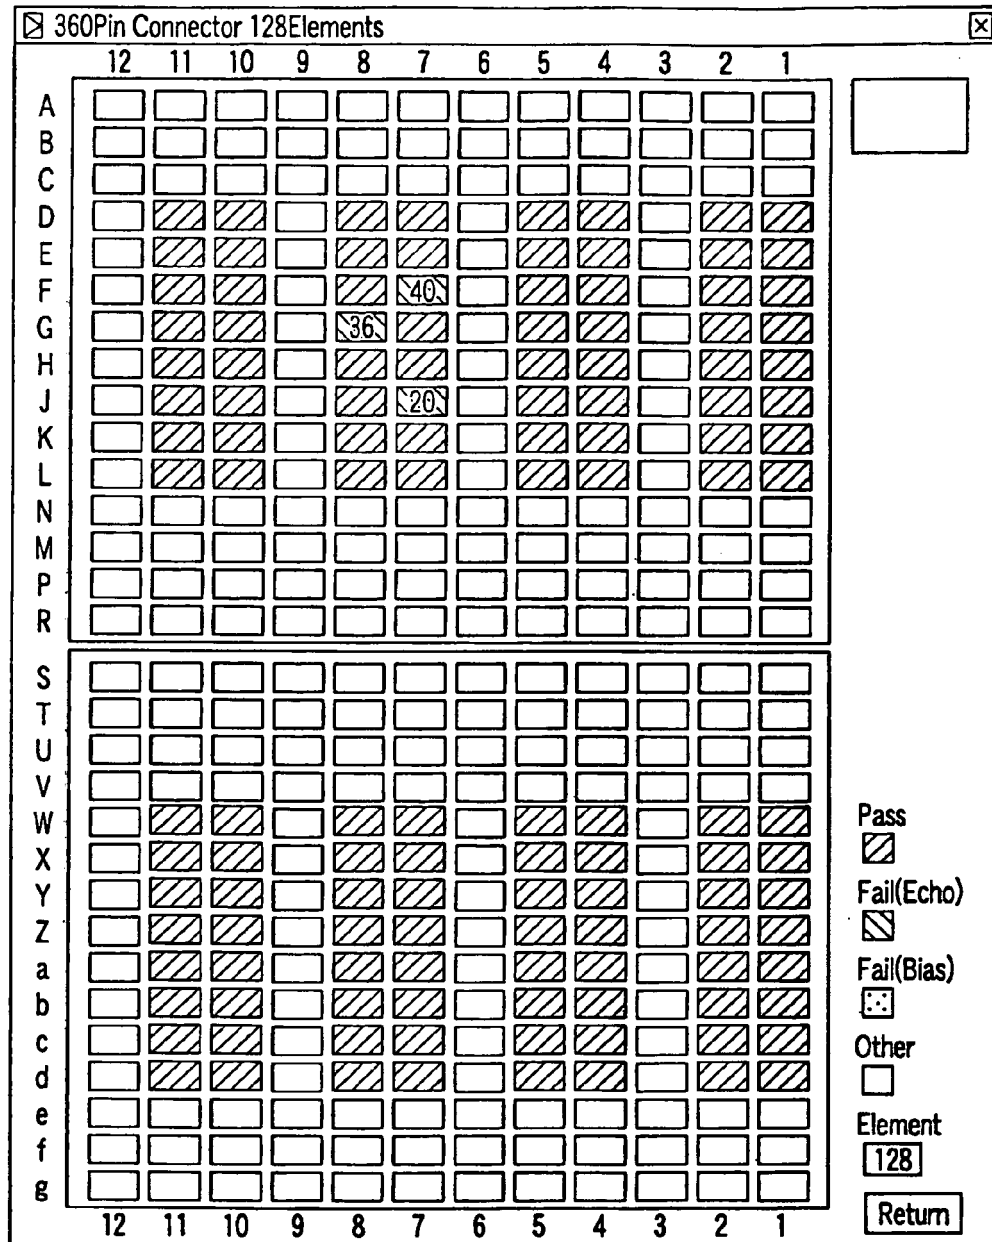 360Pin Connector 128Elements
12 11 10 9 8 7 6 5 4 3 2 1
A
B
C
D
E
F 40
G 36
H
J 20
K
L
N
M
P
R
S
T
U
V
W
X
Y
Z
a
b
c
d
e
f
g
12 11 10 9 8 7 6 5 4 3 2 1
Pass
Fail(Echo)
Fail(Bias)
Other
Element
128
Return